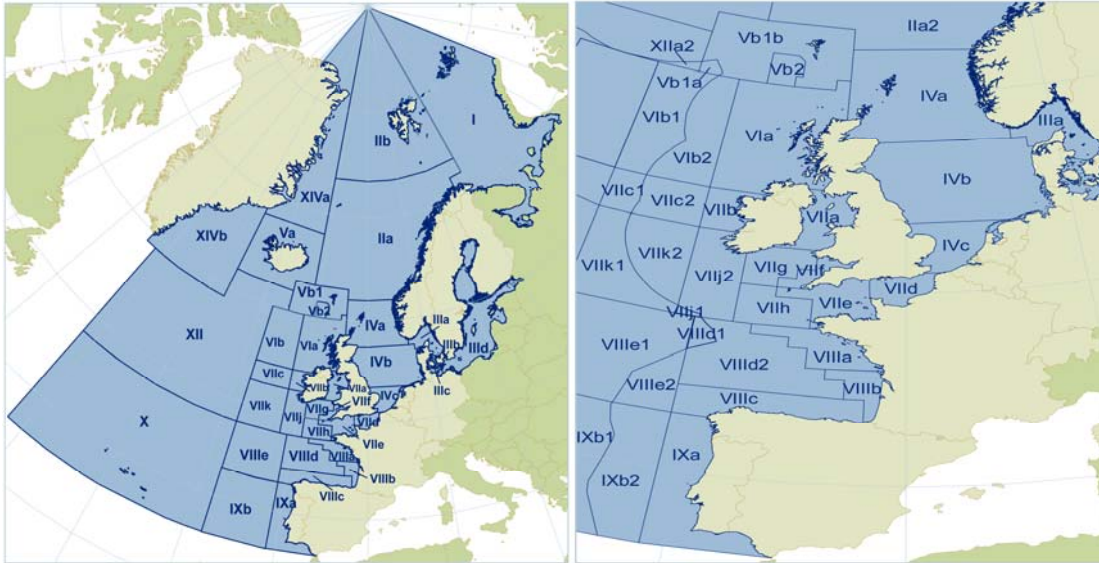 I
IIb
XIVa
XIVb
Va
IIa
Vb1
Vb2
XII
IVa
IIIa
IIIb
IIId
VIb
VIa
IVb
IIIc
VIIc
VIIb
VIIa
VIIf
IVc
VIIk
VIIj
VIIg
VIId
VIIh
VIIe
X
VIIIe
VIIId
VIIIa
VIIIb
VIIIc
IXb
IXa
IIa2
Vb1b
XIIa2
Vb2
Vb1a
IVa
VIb1
VIa
IIIa
VIb2
IVb
VIIc1
VIIc2
VIIb
VIIa
IVc
VIIk2
VIIk1
VIIj2
VIIg
VIIf
VIId
VIIh
VIIe
VIIj1
VIIId1
VIIIe1
VIIId2
VIIIa
VIIIe2
VIIIb
VIIIc
IXb1
IXa
IXb2